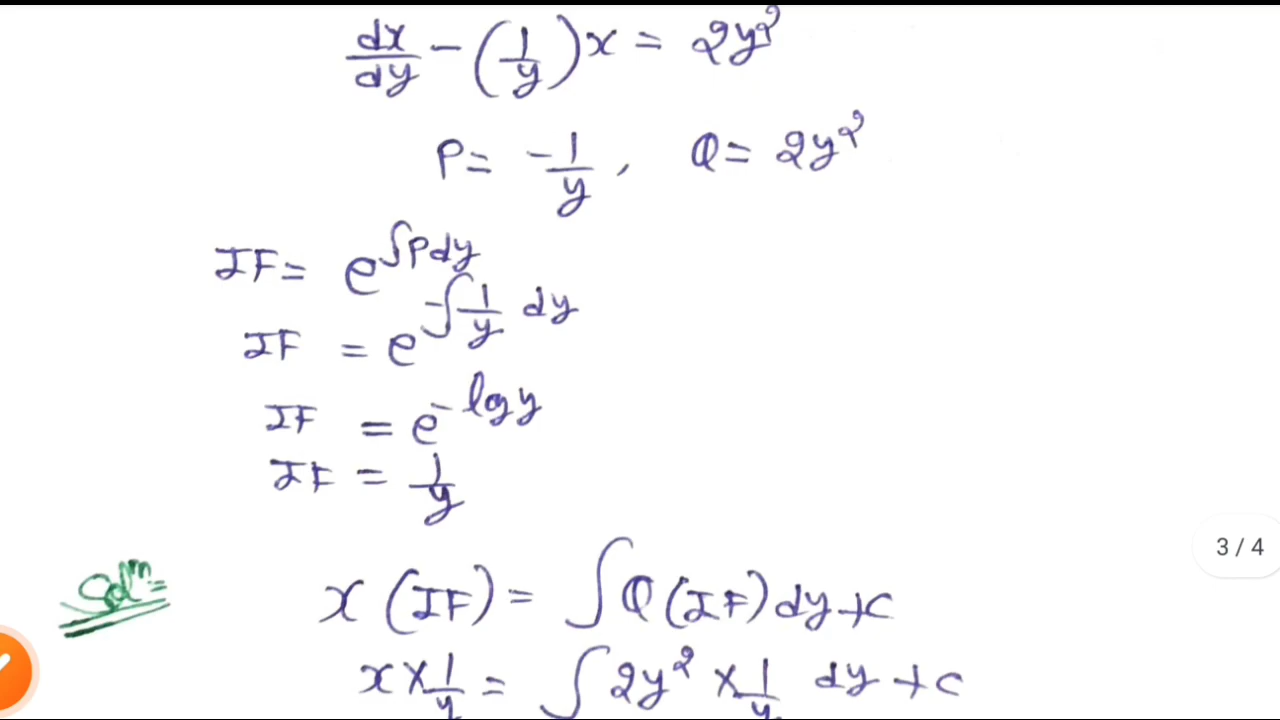 dx/dy - (1/y)x = 2y²
P = -1/y, Q = 2y²
IF = e^∫Pdy
IF = e^-∫1/y dy
IF = e^-log y
IF = 1/y
3 / 4
Solⁿ= x (IF) = ∫Q(IF)dy+c
x × 1/y = ∫2y² × 1/y dy + c